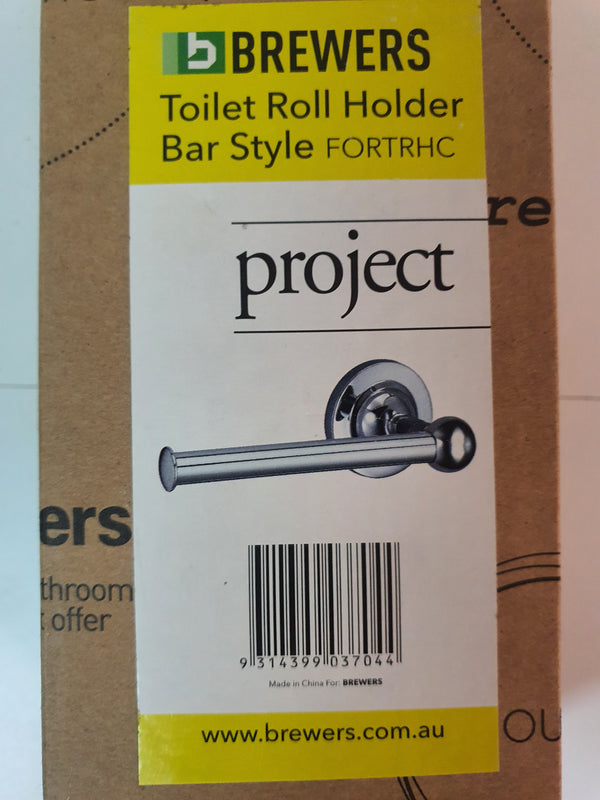 BREWERS
Toilet Roll Holder
Bar Style FORTRHC
re
project
ers
throom
offer
9 314399 037044
Made in China For: BREWERS
www.brewers.com.au
OU